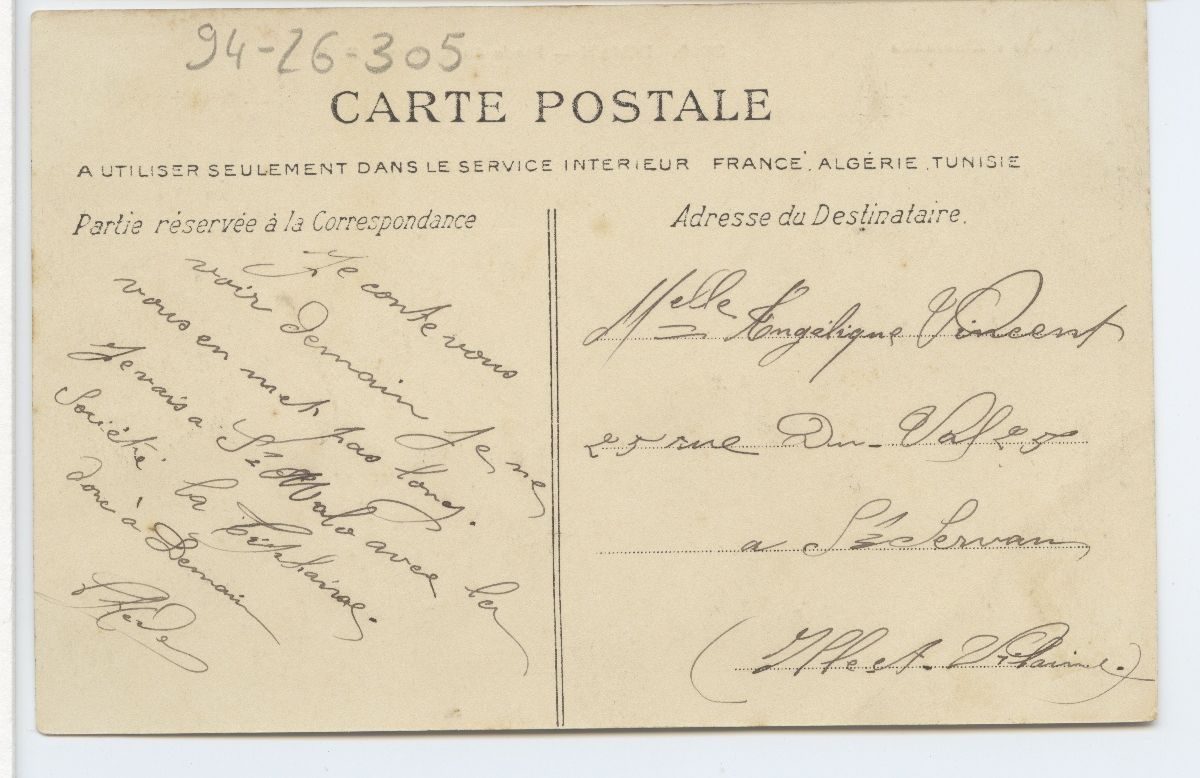 94-26-305
CARTE POSTALE
A UTILISER SEULEMENT DANS LE SERVICE INTERIEUR FRANCE, ALGÉRIE, TUNISIE
Partie réservée à la Correspondance
Je conte vous
voir Demain Je ne
vous en met pas long.
Je vais a St Malo avec la
Société la
donc à Demain
Adresse du Destinataire.
Melle Angélique Vincent
25 rue Du Val 25
a St Servan
(Ille et Vilaine)